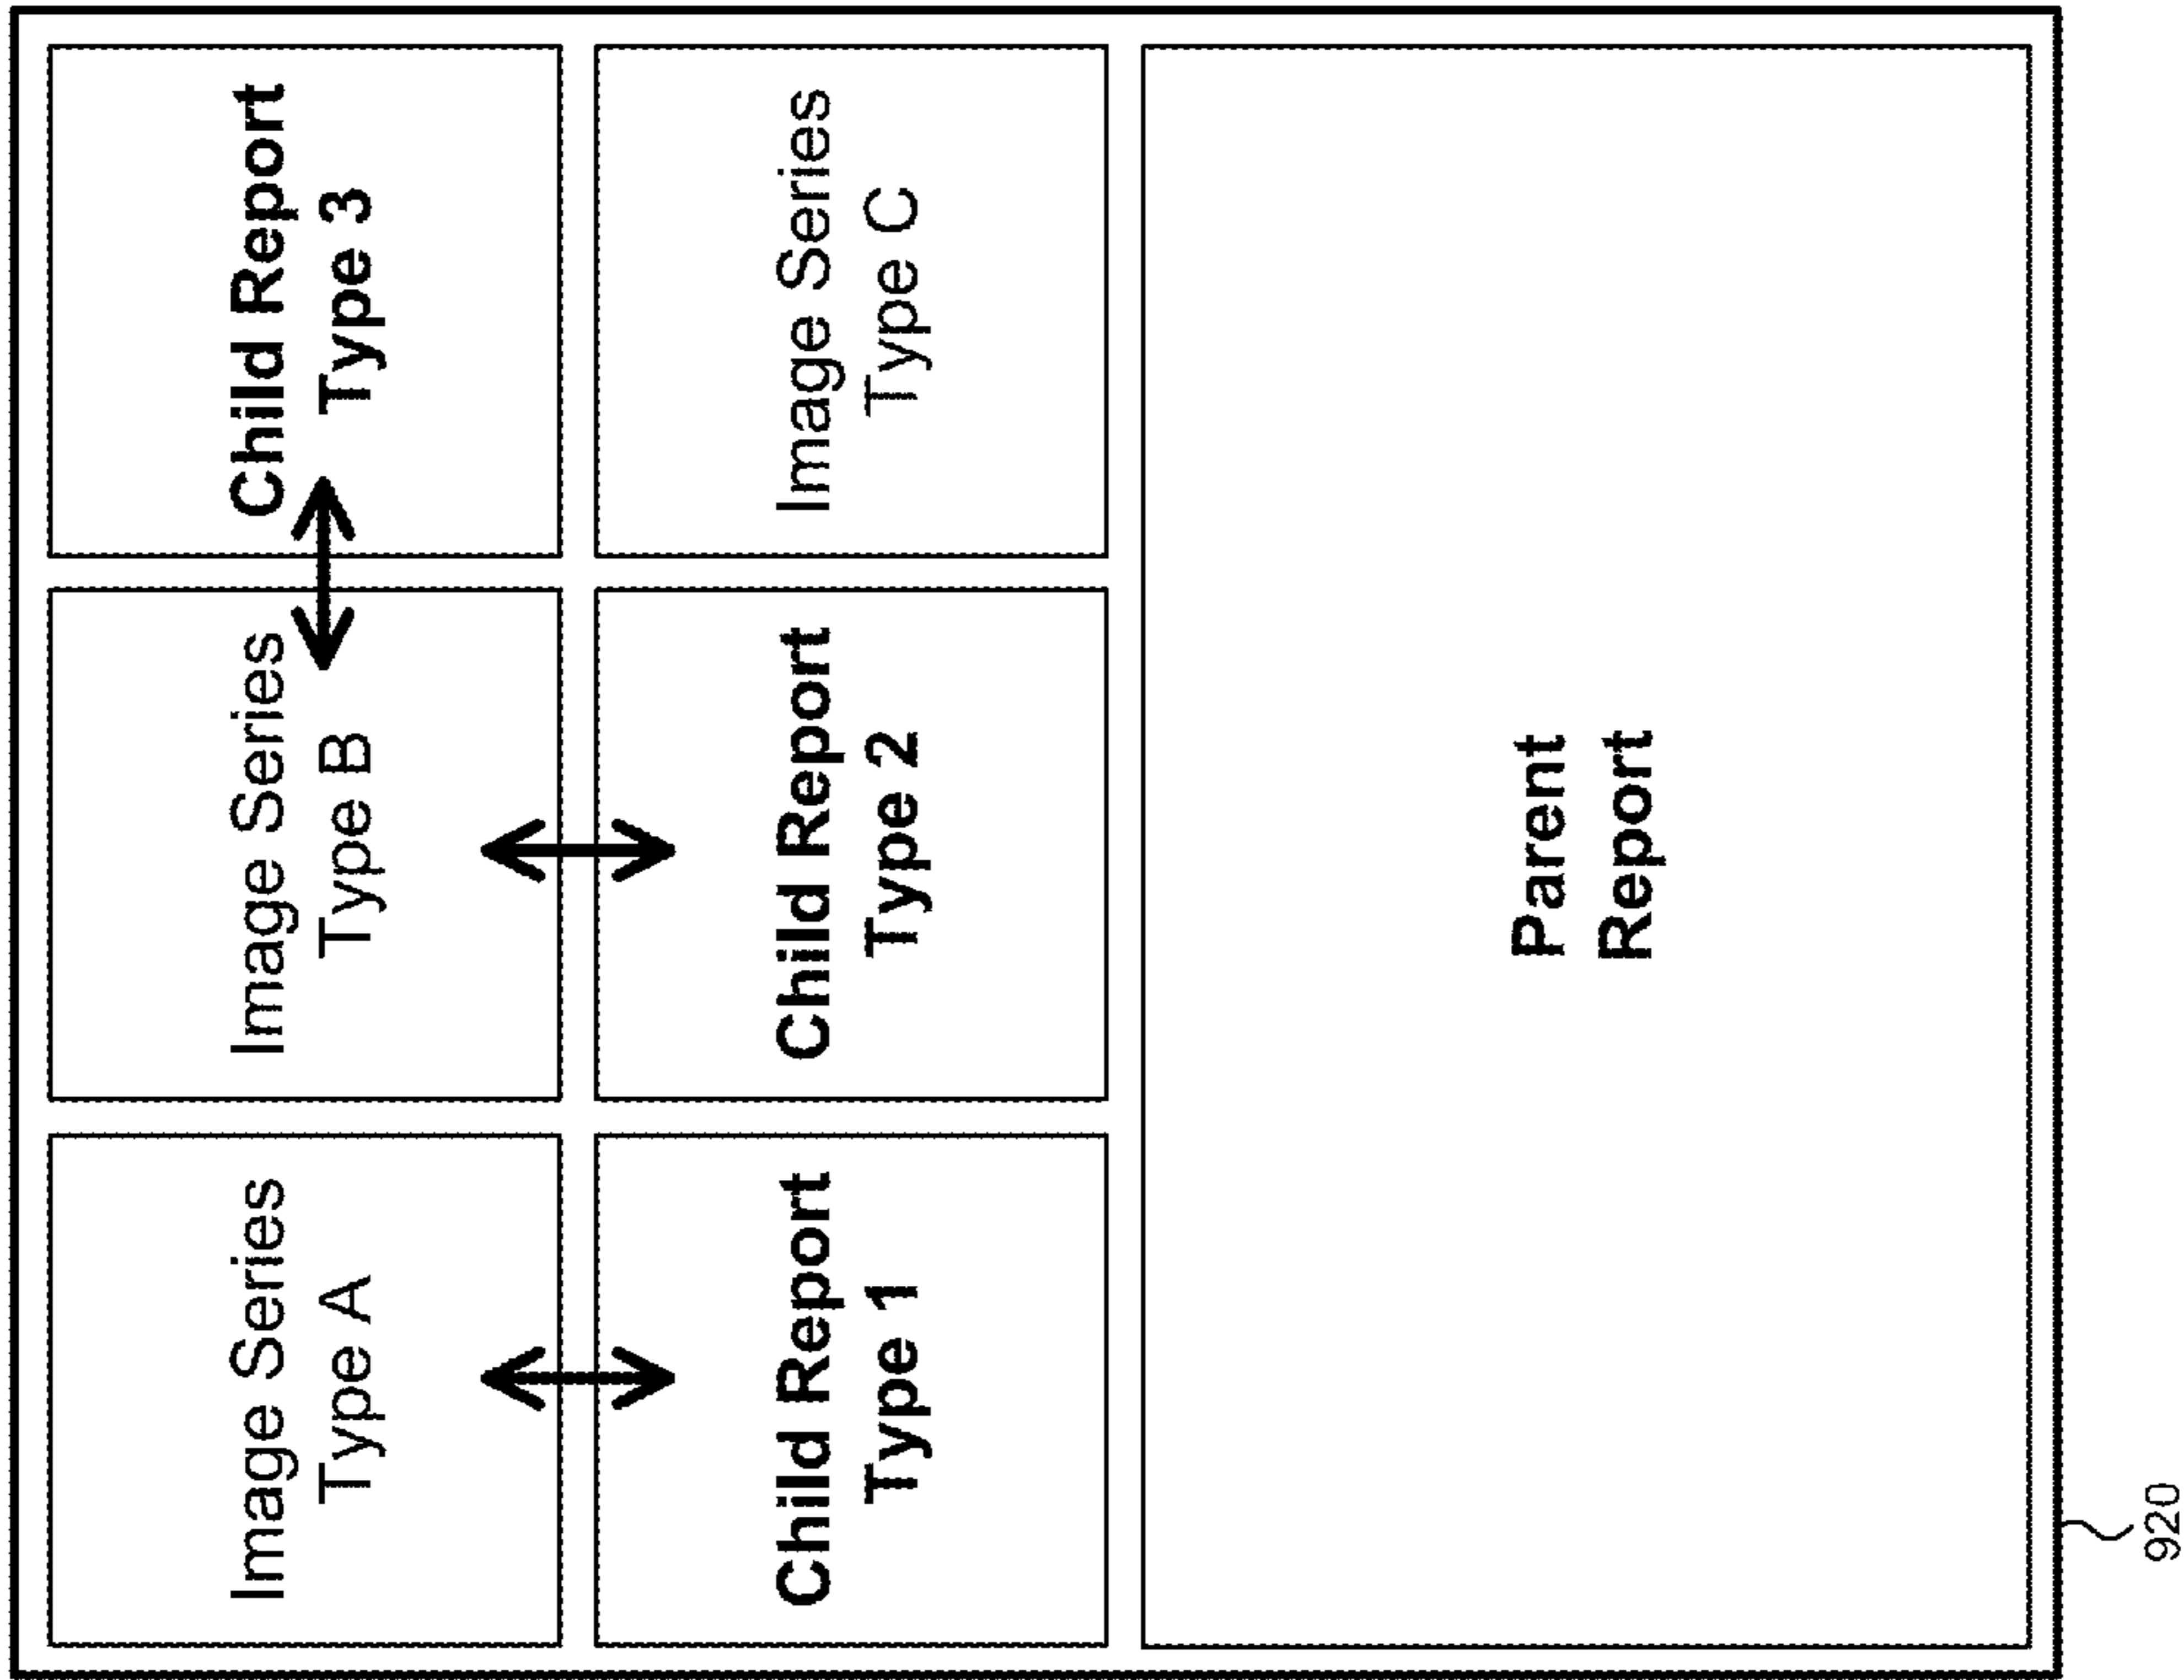 Image Series
Type A
Image Series
Type B
Child Report
Type 3
Child Report
Type 1
Child Report
Type 2
Image Series
Type C
Parent
Report
920